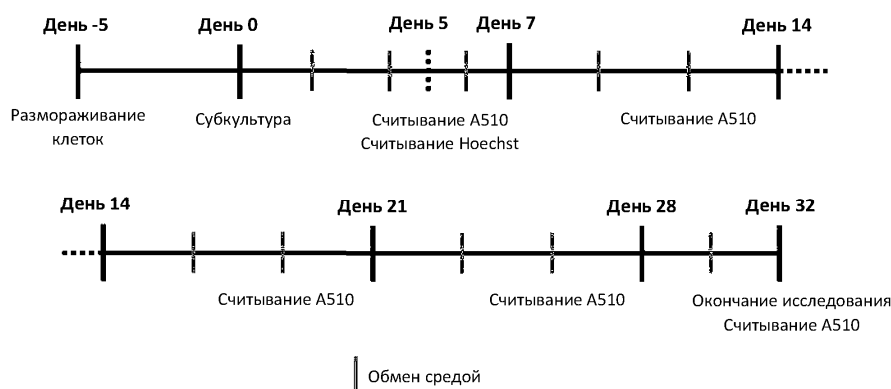 День -5
День 0
День 5
День 7
День 14
Размораживание
клеток
Субкультура
Считывание A510
Считывание Hoechst
Считывание A510
День 14
День 21
День 28
День 32
Считывание A510
Считывание A510
Окончание исследования
Считывание A510
Обмен средой